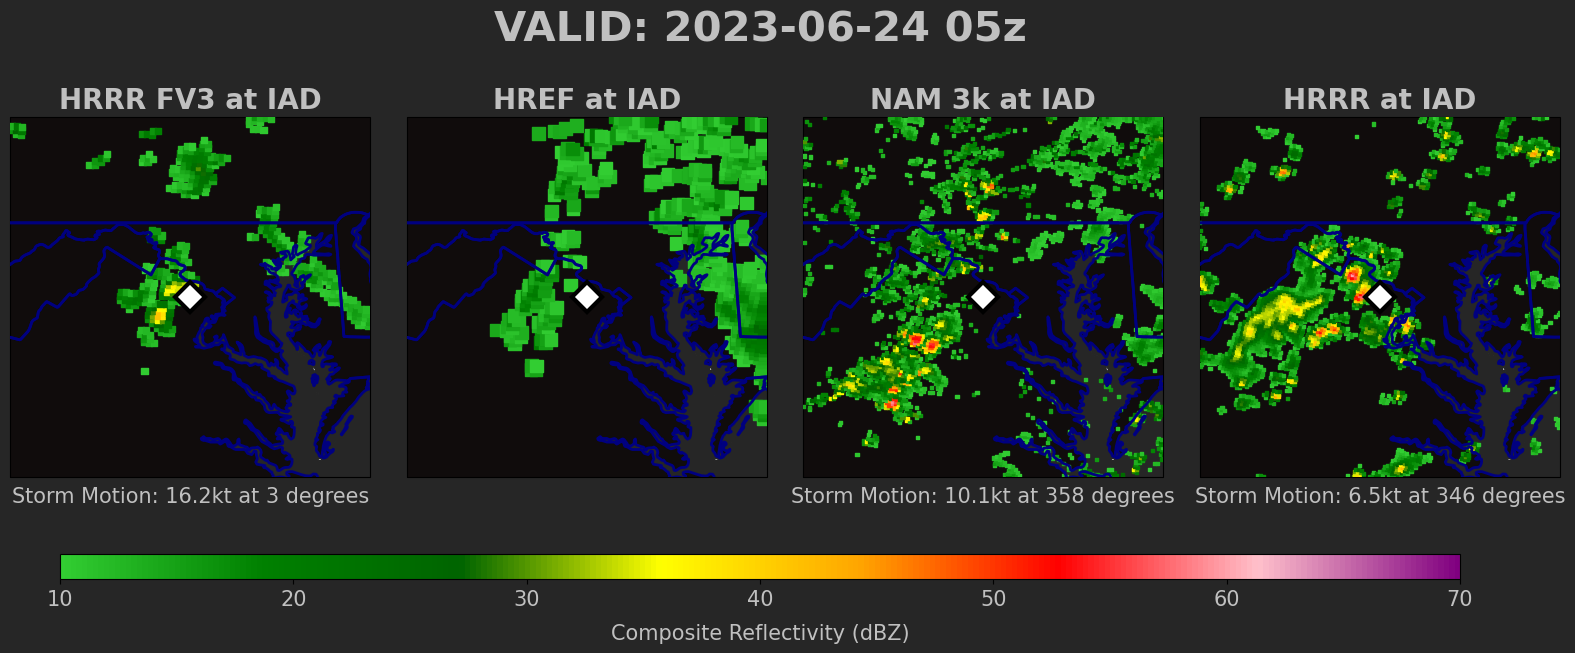 VALID: 2023-06-24 05z
HRRR FV3 at IAD
HREF at IAD
NAM 3k at IAD
HRRR at IAD
Storm Motion: 16.2kt at 3 degrees
Storm Motion: 10.1kt at 358 degrees
Storm Motion: 6.5kt at 346 degrees
10 20 30 40 50 60 70
Composite Reflectivity (dBZ)